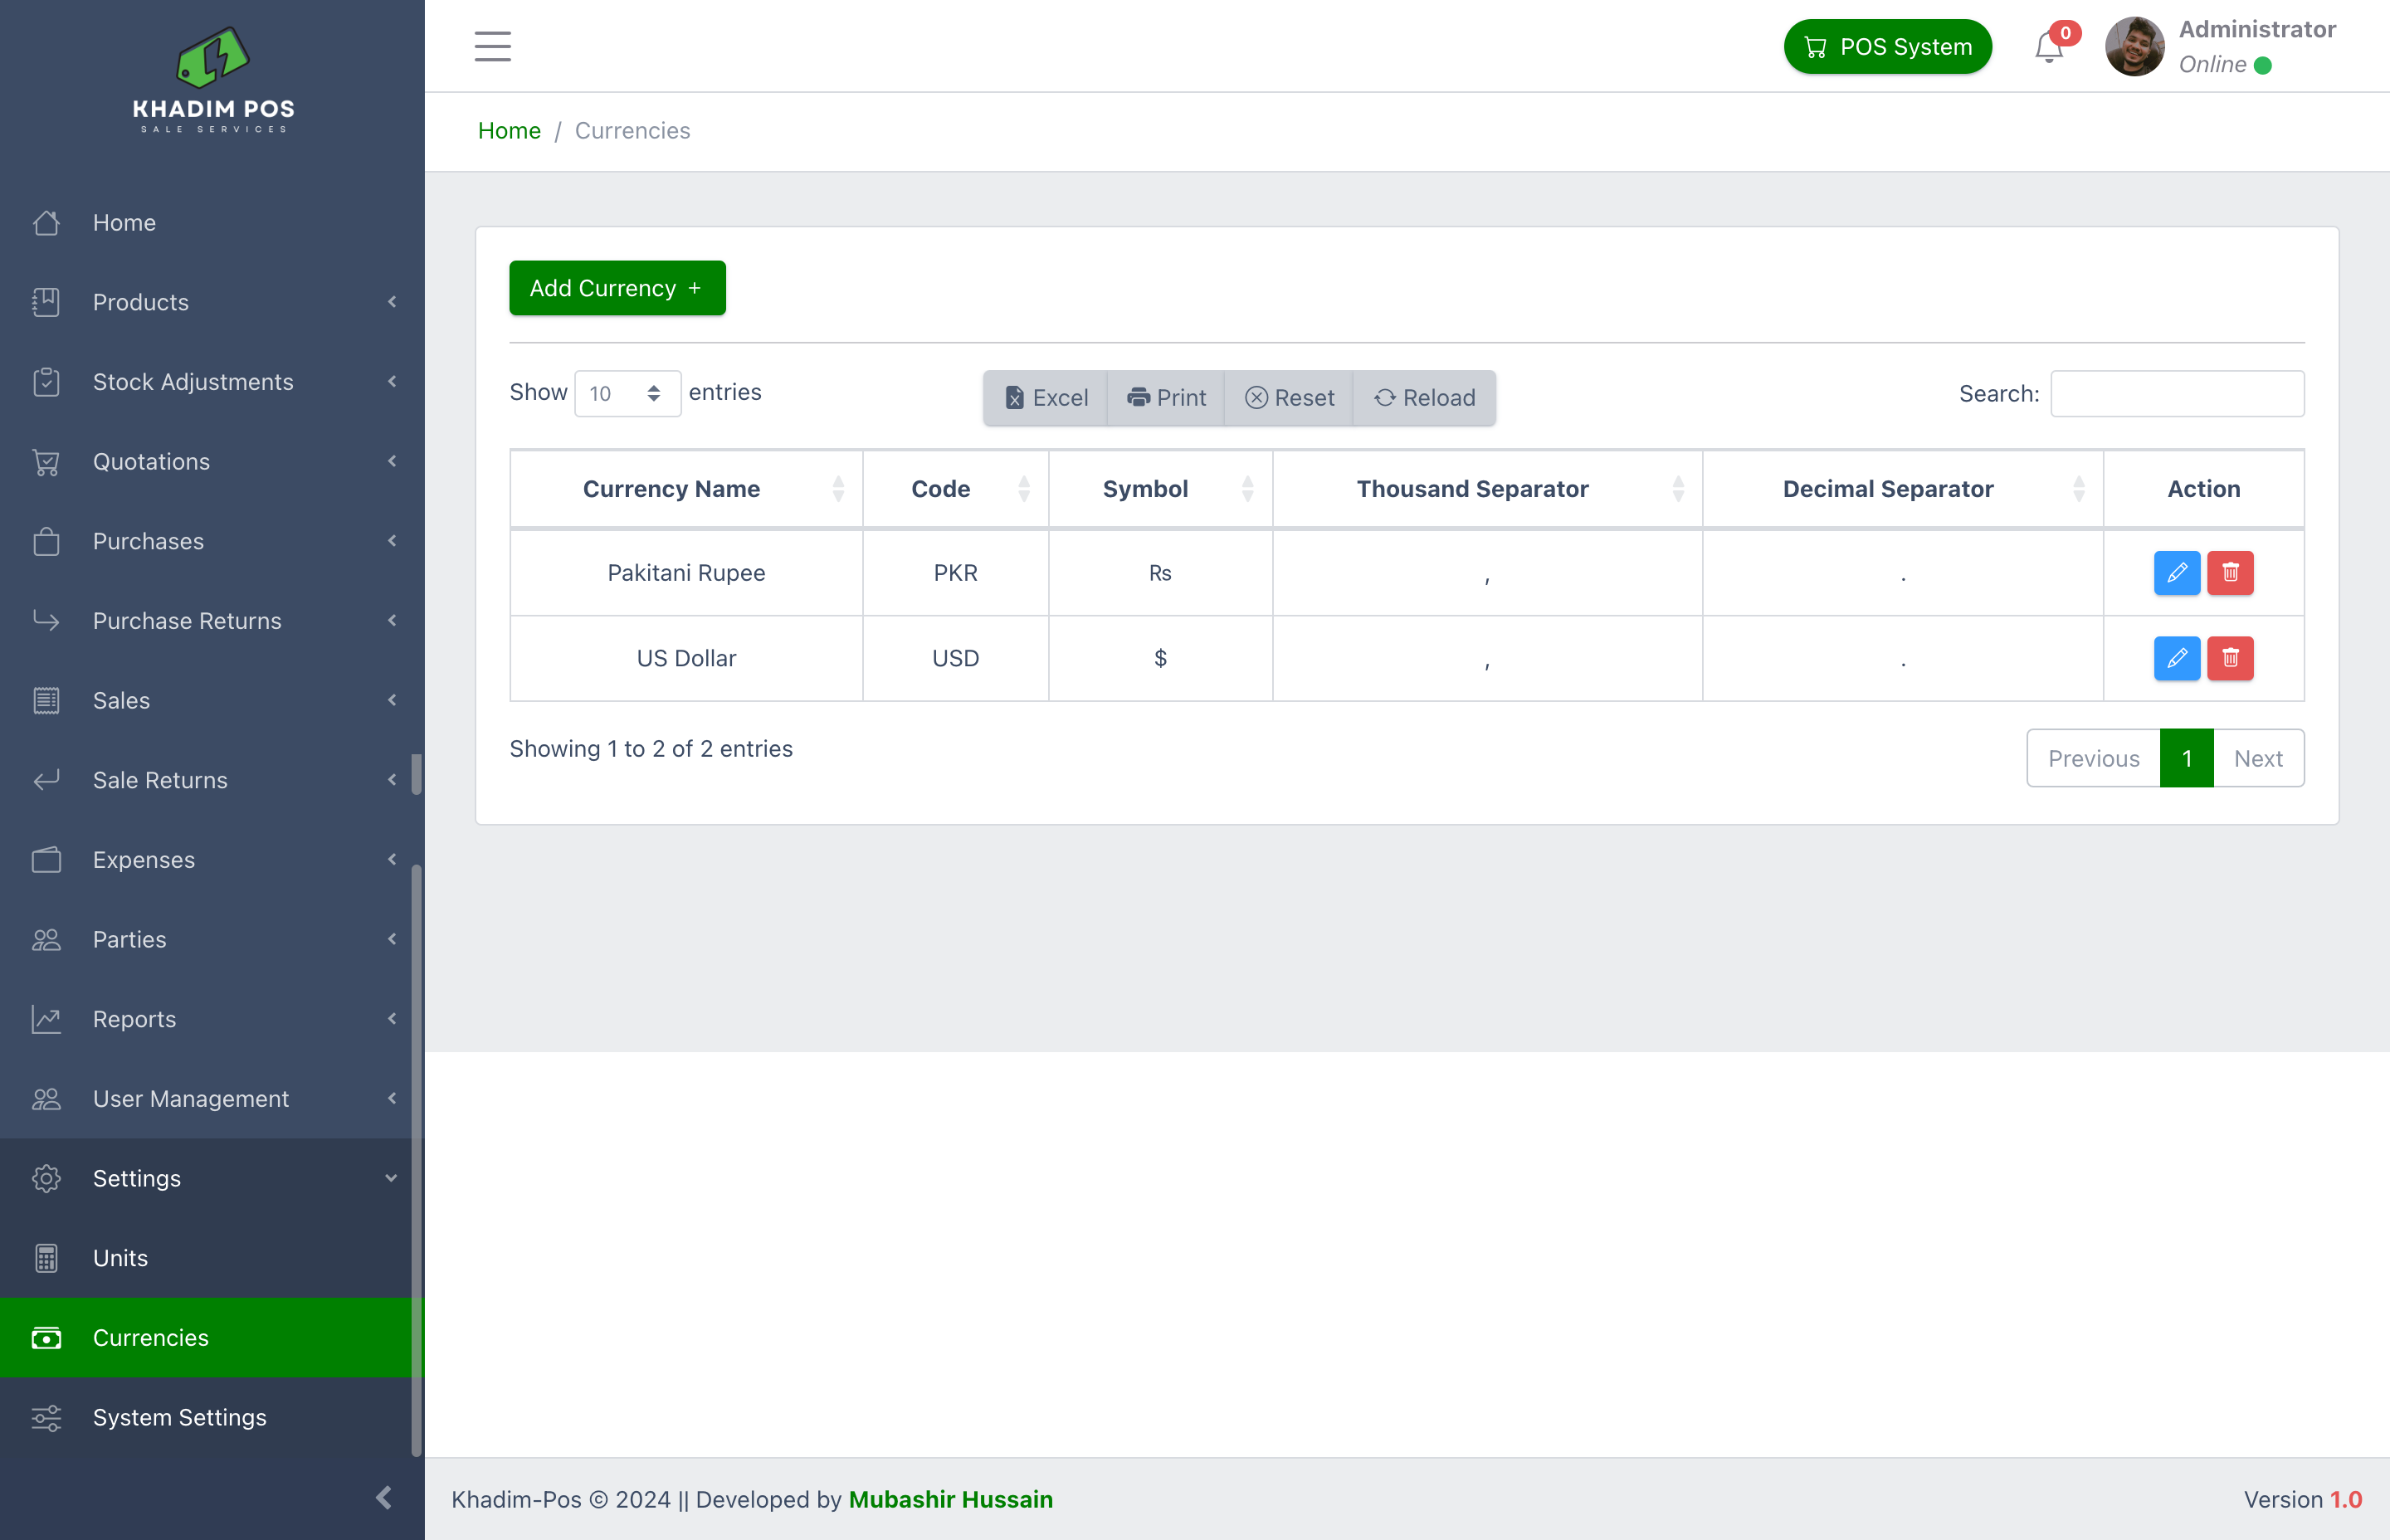 KHADIM POS
SALE SERVICES
Home
Products
Stock Adjustments
Quotations
Purchases
Purchase Returns
Sales
Sale Returns
Expenses
Parties
Reports
User Management
Settings
Units
Currencies
System Settings
POS System
0
Administrator
Online
Home / Currencies
Add Currency +
Show 10 entries
Excel Print Reset Reload
Search:
Currency Name Code Symbol Thousand Separator Decimal Separator Action
Pakitani Rupee PKR ₨ , .
US Dollar USD $ , .
Showing 1 to 2 of 2 entries
Previous 1 Next
Khadim-Pos © 2024 || Developed by Mubashir Hussain
Version 1.0